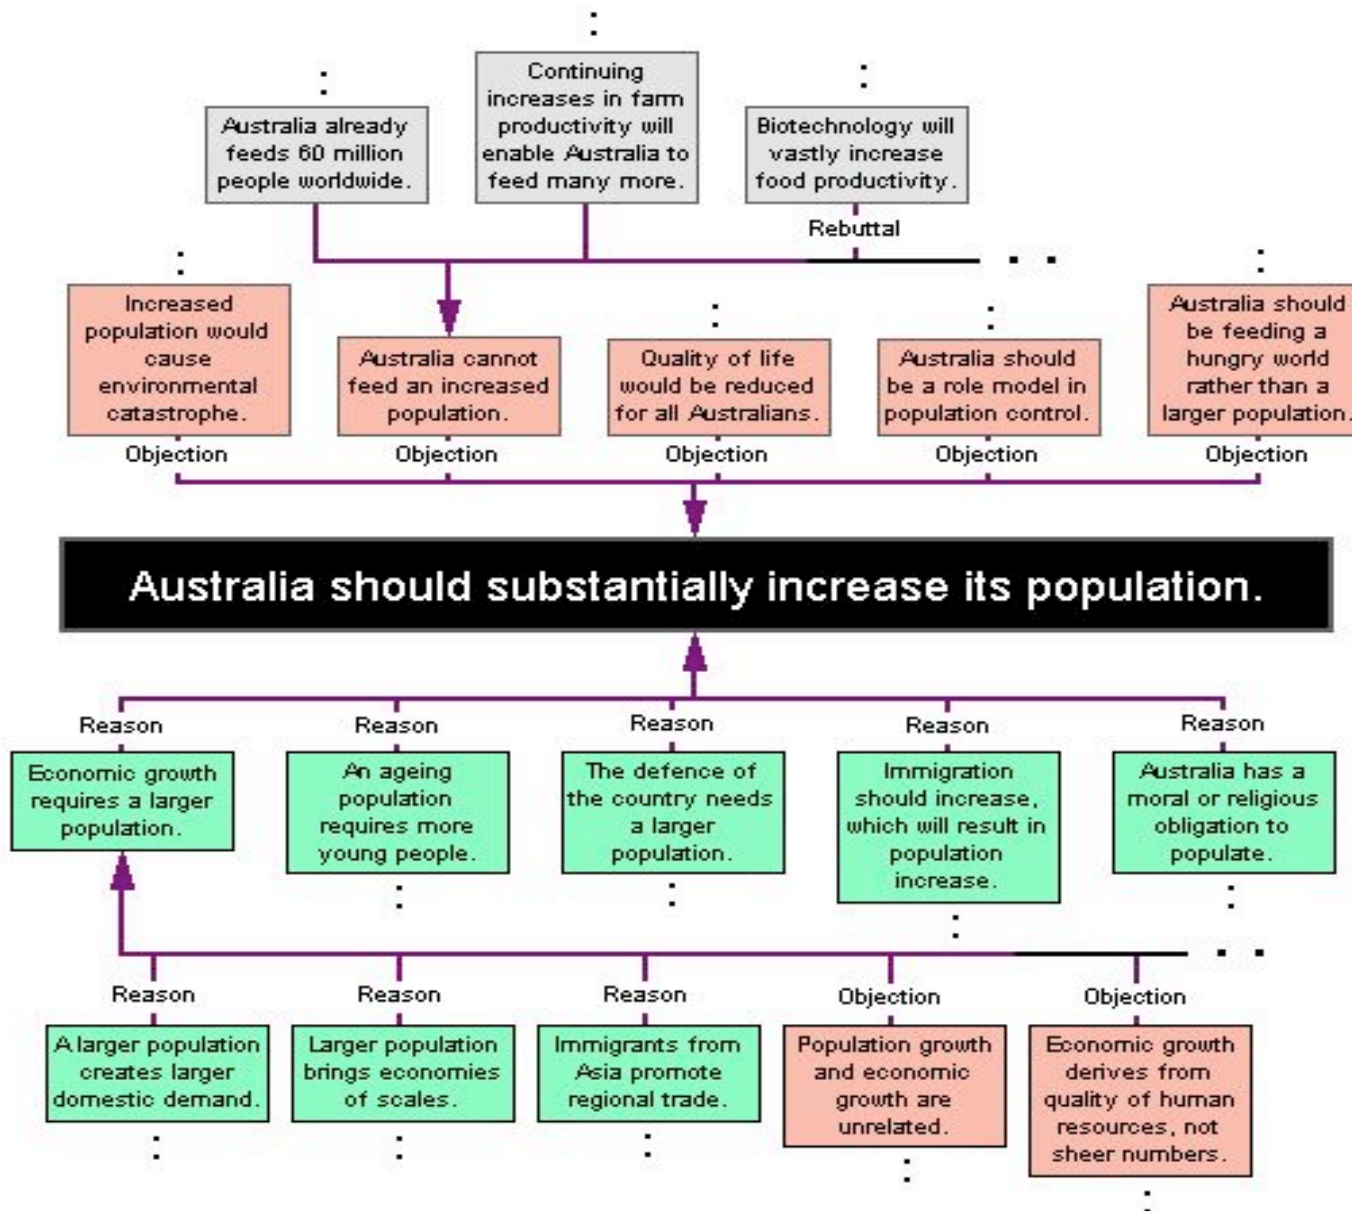 Australia already
feeds 60 million
people worldwide.
Continuing
increases in farm
productivity will
enable Australia to
feed many more.
Biotechnology will
vastly increase
food productivity.
Rebuttal
Increased
population would
cause
environmental
catastrophe.
Objection
Australia cannot
feed an increased
population.
Objection
Quality of life
would be reduced
for all Australians.
Objection
Australia should
be a role model in
population control.
Objection
Australia should
be feeding a
hungry world
rather than a
larger population.
Objection
Australia should substantially increase its population.
Reason
Economic growth
requires a larger
population.
Reason
An ageing
population
requires more
young people.
Reason
The defence of
the country needs
a larger
population.
Reason
Immigration
should increase,
which will result in
population
increase.
Reason
Australia has a
moral or religious
obligation to
populate.
Reason
A larger population
creates larger
domestic demand.
Reason
Larger population
brings economies
of scales.
Reason
Immigrants from
Asia promote
regional trade.
Objection
Population growth
and economic
growth are
unrelated.
Objection
Economic growth
derives from
quality of human
resources, not
sheer numbers.